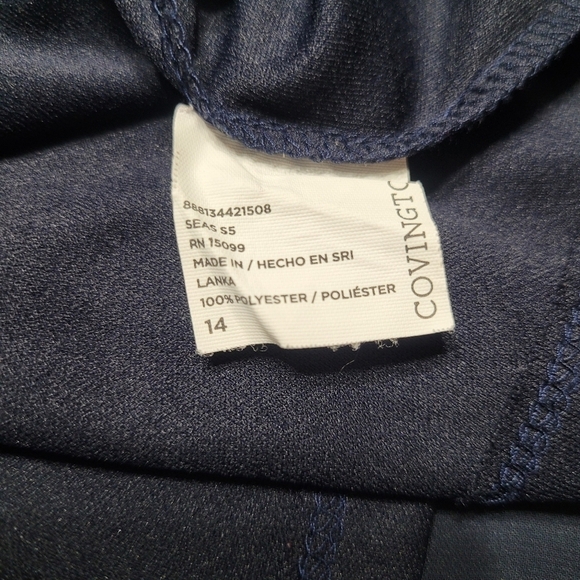 888134421508
SEAS S5
RN 15099
MADE IN / HECHO EN SRI
LANKA
100% POLYESTER / POLIÉSTER
14
COVINGTO